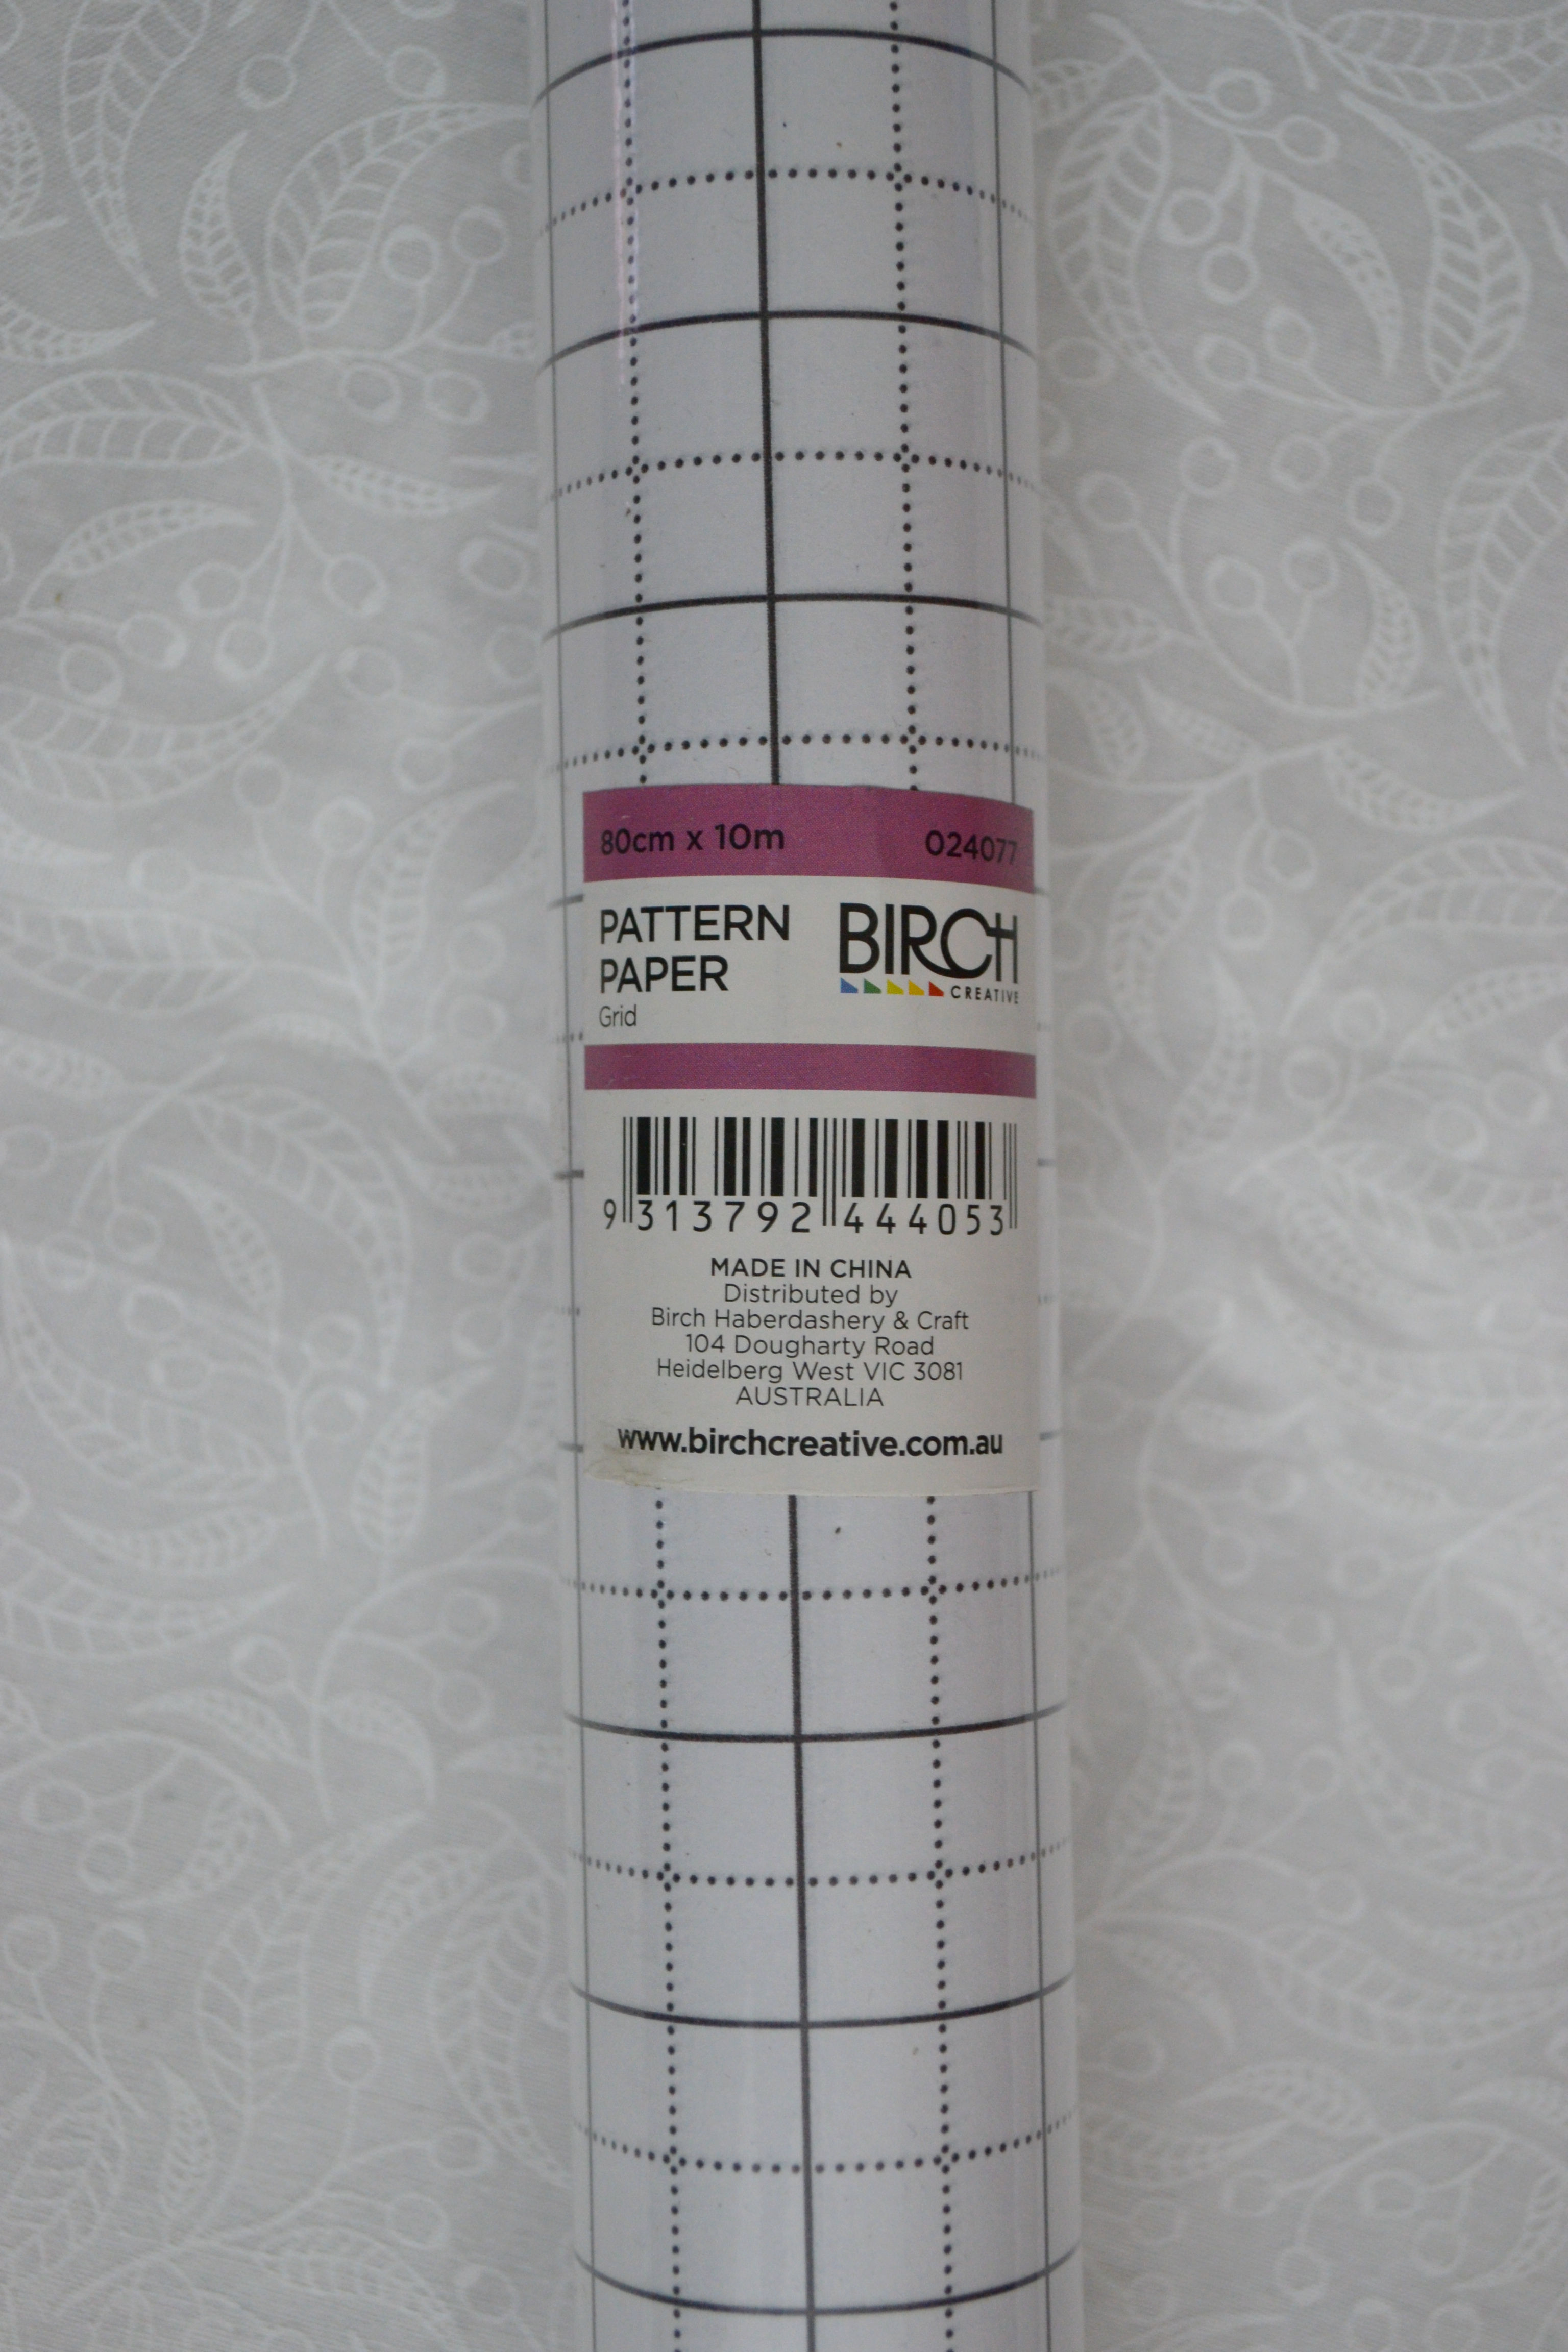 80cm x 10m 024077
PATTERN
PAPER
Grid
BIRCH
CREATIVE
9 313792 444053
MADE IN CHINA
Distributed by
Birch Haberdashery & Craft
104 Dougharty Road
Heidelberg West VIC 3081
AUSTRALIA
www.birchcreative.com.au